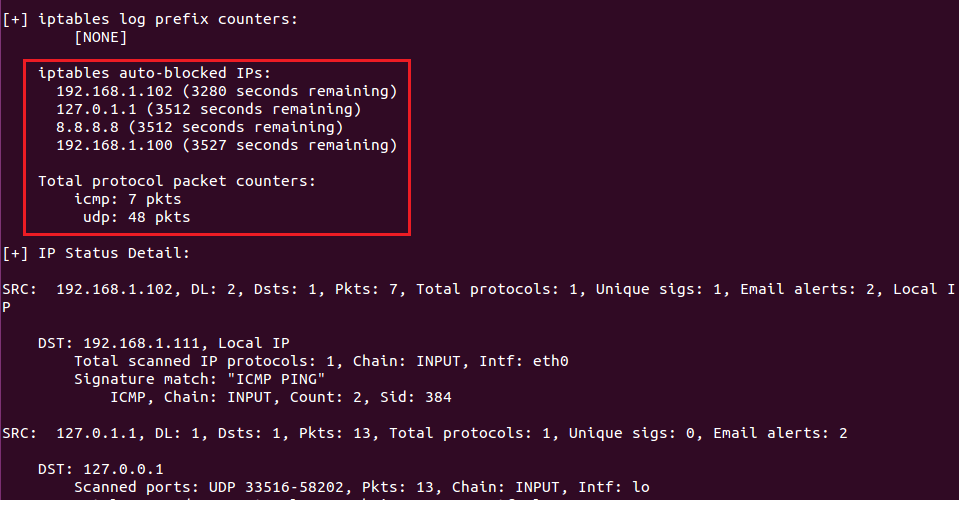 [+] iptables log prefix counters:
[NONE]
iptables auto-blocked IPs:
192.168.1.102 (3280 seconds remaining)
127.0.1.1 (3512 seconds remaining)
8.8.8.8 (3512 seconds remaining)
192.168.1.100 (3527 seconds remaining)
Total protocol packet counters:
icmp: 7 pkts
udp: 48 pkts
[+] IP Status Detail:
SRC:  192.168.1.102, DL: 2, Dsts: 1, Pkts: 7, Total protocols: 1, Unique sigs: 1, Email alerts: 2, Local I
P
DST: 192.168.1.111, Local IP
Total scanned IP protocols: 1, Chain: INPUT, Intf: eth0
Signature match: "ICMP PING"
ICMP, Chain: INPUT, Count: 2, Sid: 384
SRC:  127.0.1.1, DL: 1, Dsts: 1, Pkts: 13, Total protocols: 1, Unique sigs: 0, Email alerts: 2
DST: 127.0.0.1
Scanned ports: UDP 33516-58202, Pkts: 13, Chain: INPUT, Intf: lo